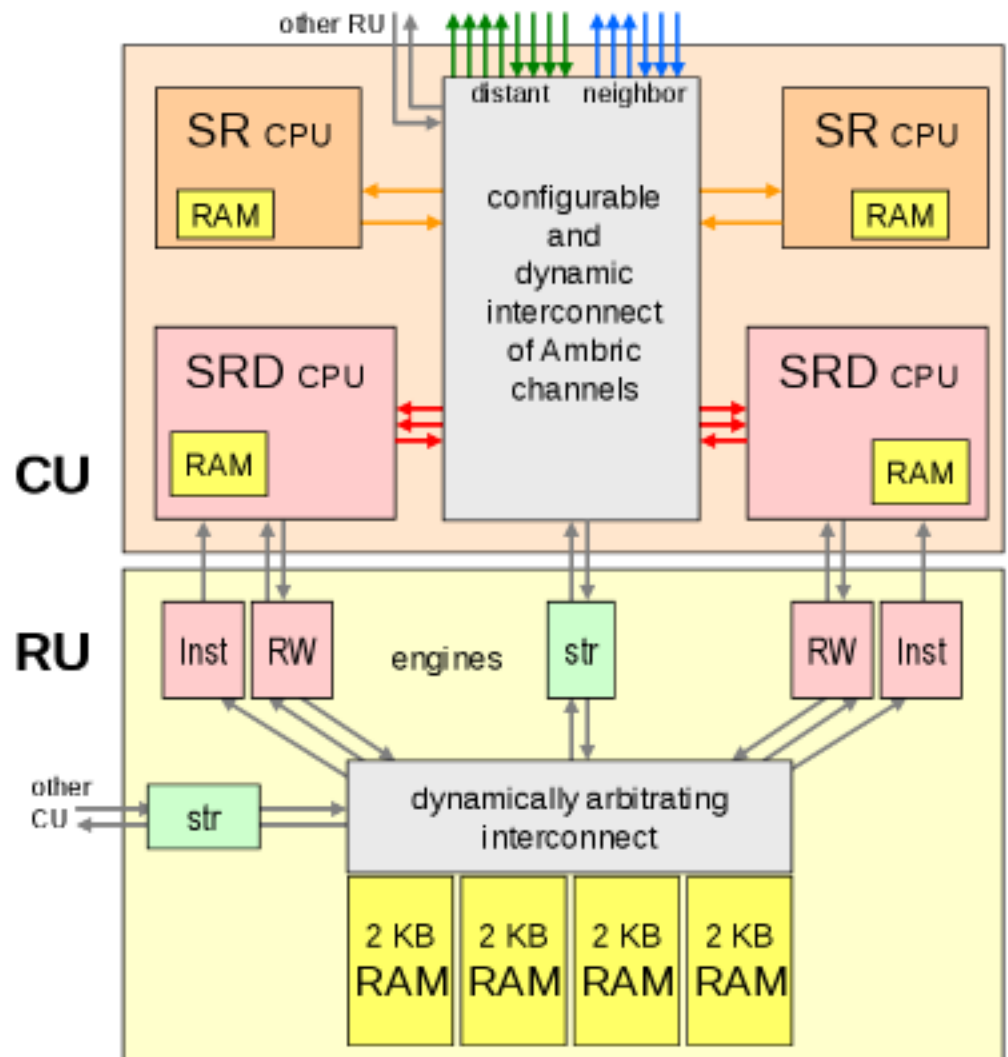 other RU
distant neighbor
SR CPU
RAM
SR CPU
RAM
configurable
and
dynamic
interconnect
of Ambric
channels
SRD CPU
RAM
SRD CPU
RAM
CU
RU
Inst
RW
engines
str
RW
Inst
other
CU
str
dynamically arbitrating
interconnect
2 KB
RAM
2 KB
RAM
2 KB
RAM
2 KB
RAM